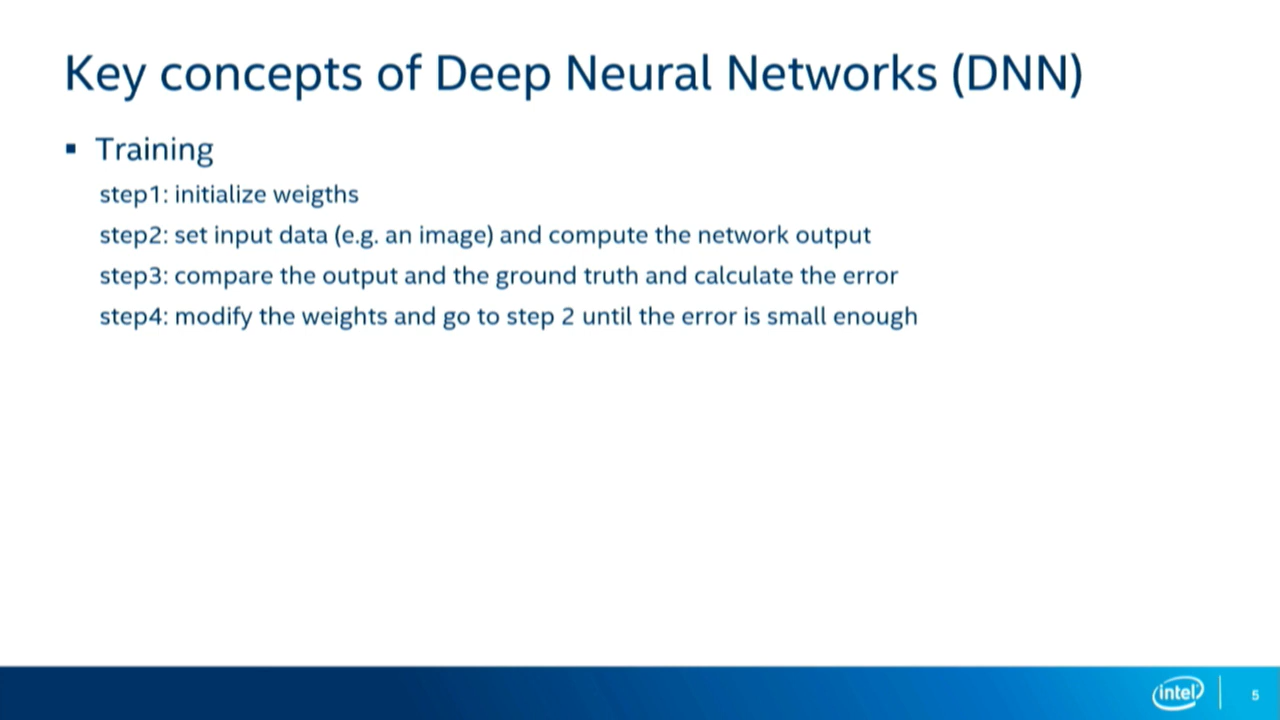 Key concepts of Deep Neural Networks (DNN)
▪ Training
step1: initialize weigths
step2: set input data (e.g. an image) and compute the network output
step3: compare the output and the ground truth and calculate the error
step4: modify the weights and go to step 2 until the error is small enough
intel
5